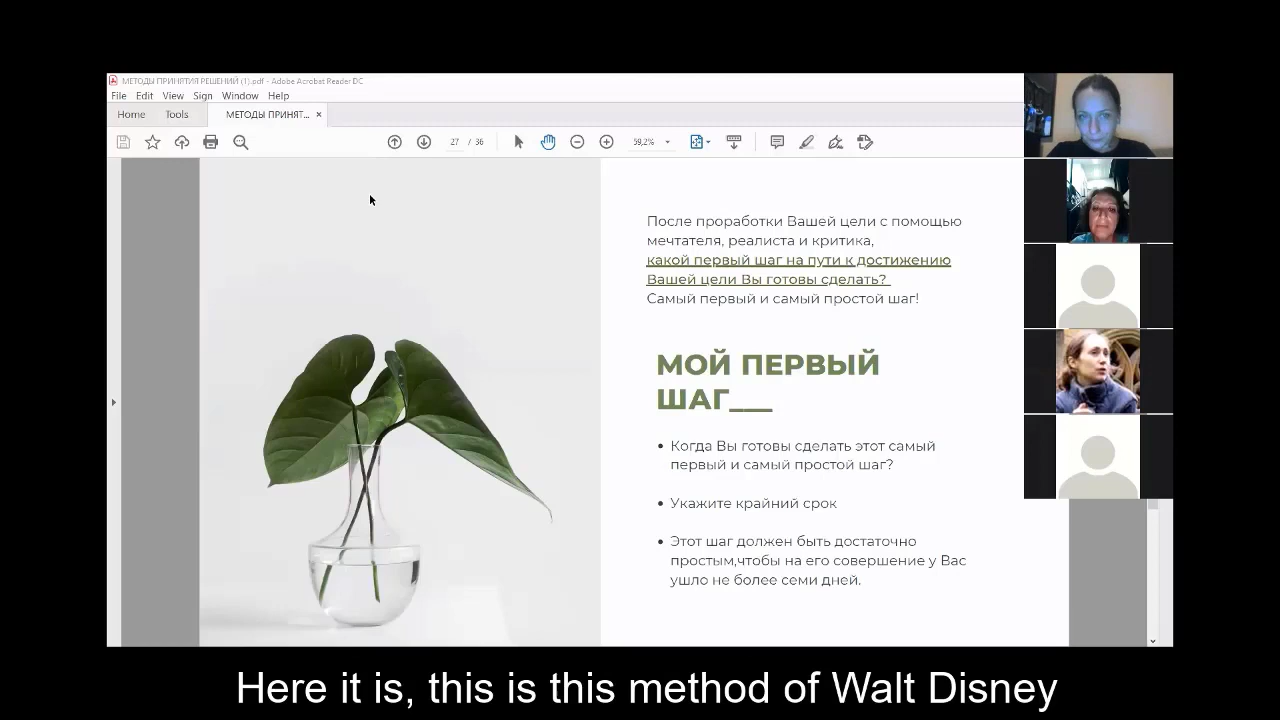 МЕТОДЫ ПРИНЯТИЯ РЕШЕНИЙ (1).pdf - Adobe Acrobat Reader DC
File Edit View Sign Window Help
Home Tools МЕТОДЫ ПРИНЯТ... ×
27 / 36 59,2%
После проработки Вашей цели с помощью
мечтателя, реалиста и критика,
какой первый шаг на пути к достижению
Вашей цели Вы готовы сделать?
Самый первый и самый простой шаг!
МОЙ ПЕРВЫЙ
ШАГ___
• Когда Вы готовы сделать этот самый
первый и самый простой шаг?
• Укажите крайний срок
• Этот шаг должен быть достаточно
простым,чтобы на его совершение у Вас
ушло не более семи дней.
Here it is, this is this method of Walt Disney